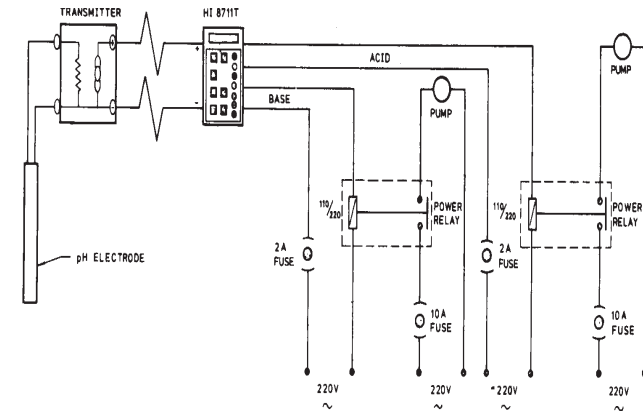 TRANSMITTER
HI 8711T
+
-
ACID
BASE
PUMP
PUMP
110/220
POWER
RELAY
110/220
POWER
RELAY
2A
FUSE
2A
FUSE
pH ELECTRODE
10A
FUSE
10A
FUSE
220V
~
220V
~
220V
~
220V
~